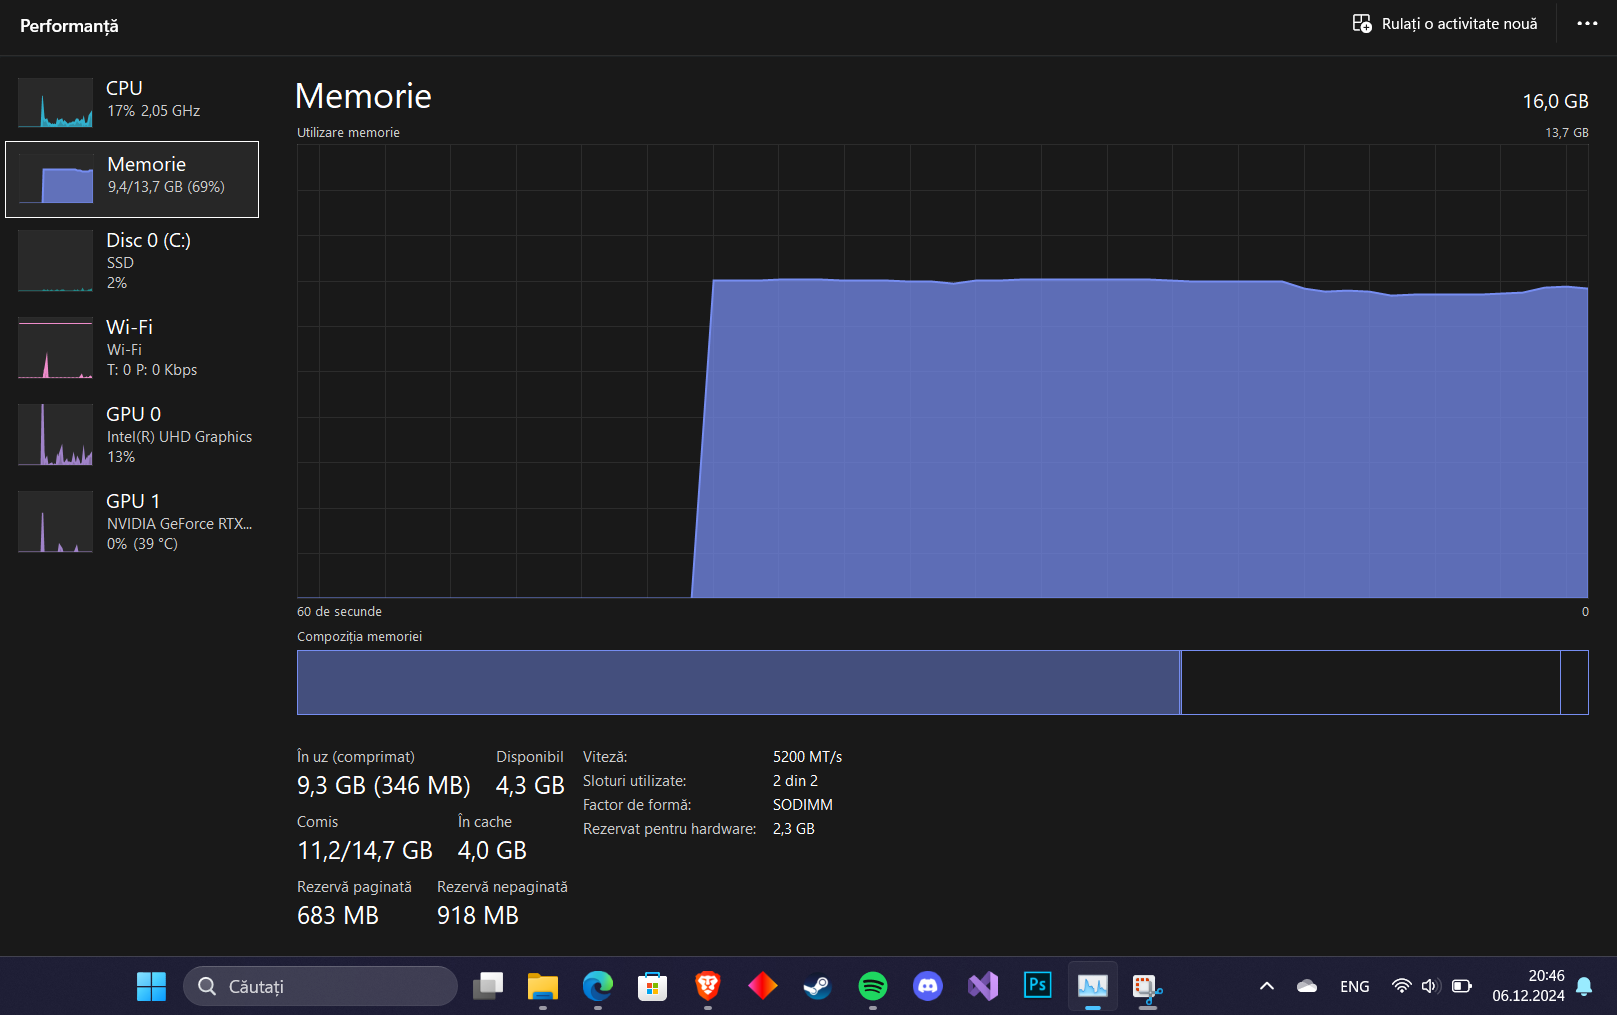 Performanță
Rulați o activitate nouă
CPU
17% 2,05 GHz
Memorie
9,4/13,7 GB (69%)
Disc 0 (C:)
SSD
2%
Wi-Fi
Wi-Fi
T: 0 P: 0 Kbps
GPU 0
Intel(R) UHD Graphics
13%
GPU 1
NVIDIA GeForce RTX...
0% (39 °C)
Memorie
16,0 GB
Utilizare memorie
13,7 GB
60 de secunde
0
Compoziția memoriei
În uz (comprimat)
9,3 GB (346 MB)
Disponibil
4,3 GB
Comis
11,2/14,7 GB
În cache
4,0 GB
Rezervă paginată
683 MB
Rezervă nepaginată
918 MB
Viteză: 5200 MT/s
Sloturi utilizate: 2 din 2
Factor de formă: SODIMM
Rezervat pentru hardware: 2,3 GB
Căutați
Ps
ENG
20:46
06.12.2024